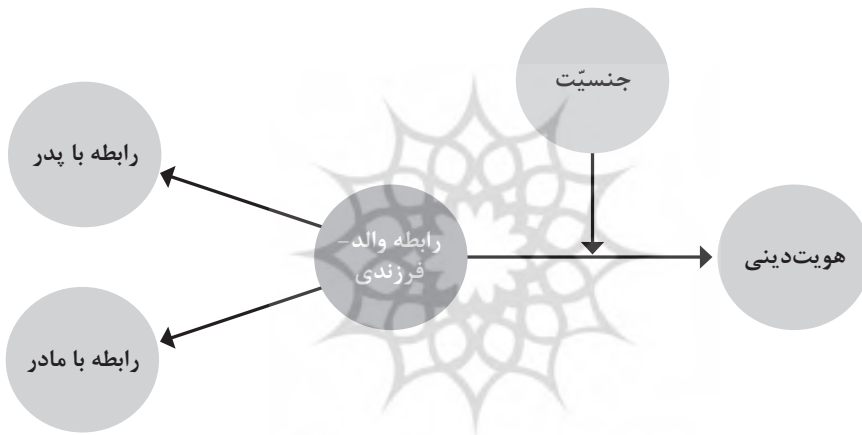 جنسیّت
رابطه با پدر
رابطه والد-
فرزندی
هویت‌دینی
رابطه با مادر